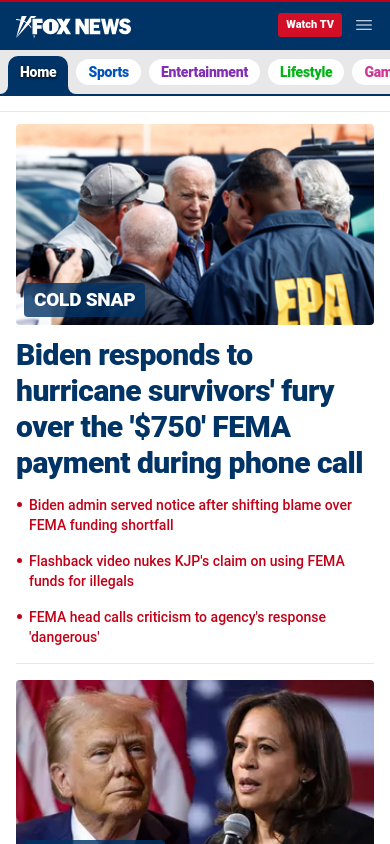 FOX NEWS
Watch TV
Home
Sports
Entertainment
Lifestyle
Gam
EPA
COLD SNAP
Biden responds to
hurricane survivors' fury
over the '$750' FEMA
payment during phone call
Biden admin served notice after shifting blame over
FEMA funding shortfall
Flashback video nukes KJP's claim on using FEMA
funds for illegals
FEMA head calls criticism to agency's response
'dangerous'